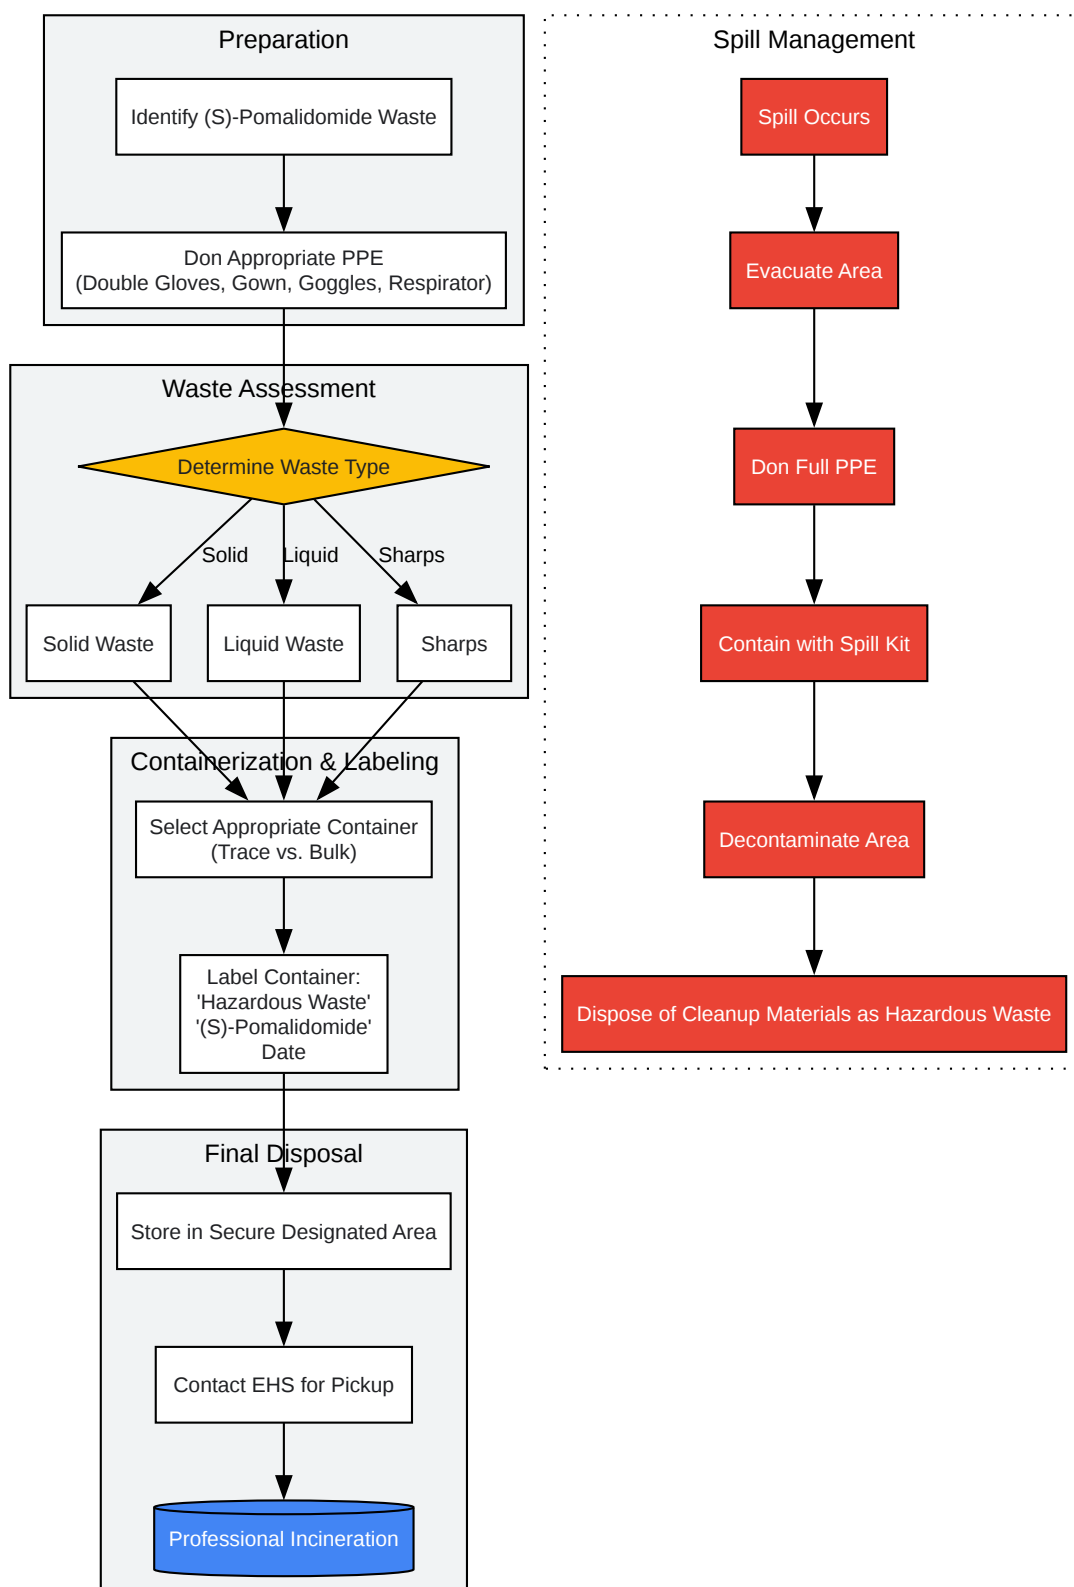 Preparation
Identify (S)-Pomalidomide Waste
Don Appropriate PPE
(Double Gloves, Gown, Goggles, Respirator)
Waste Assessment
Determine Waste Type
Solid
Liquid
Sharps
Solid Waste
Liquid Waste
Sharps
Containerization & Labeling
Select Appropriate Container
(Trace vs. Bulk)
Label Container:
'Hazardous Waste'
'(S)-Pomalidomide'
Date
Final Disposal
Store in Secure Designated Area
Contact EHS for Pickup
Professional Incineration
Spill Management
Spill Occurs
Evacuate Area
Don Full PPE
Contain with Spill Kit
Decontaminate Area
Dispose of Cleanup Materials as Hazardous Waste